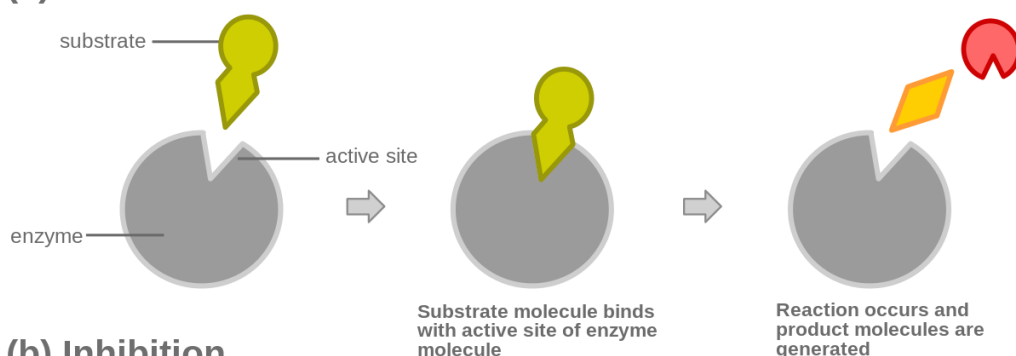 substrate
active site
enzyme
Substrate molecule binds
with active site of enzyme
molecule
Reaction occurs and
product molecules are
generated
(b) Inhibition